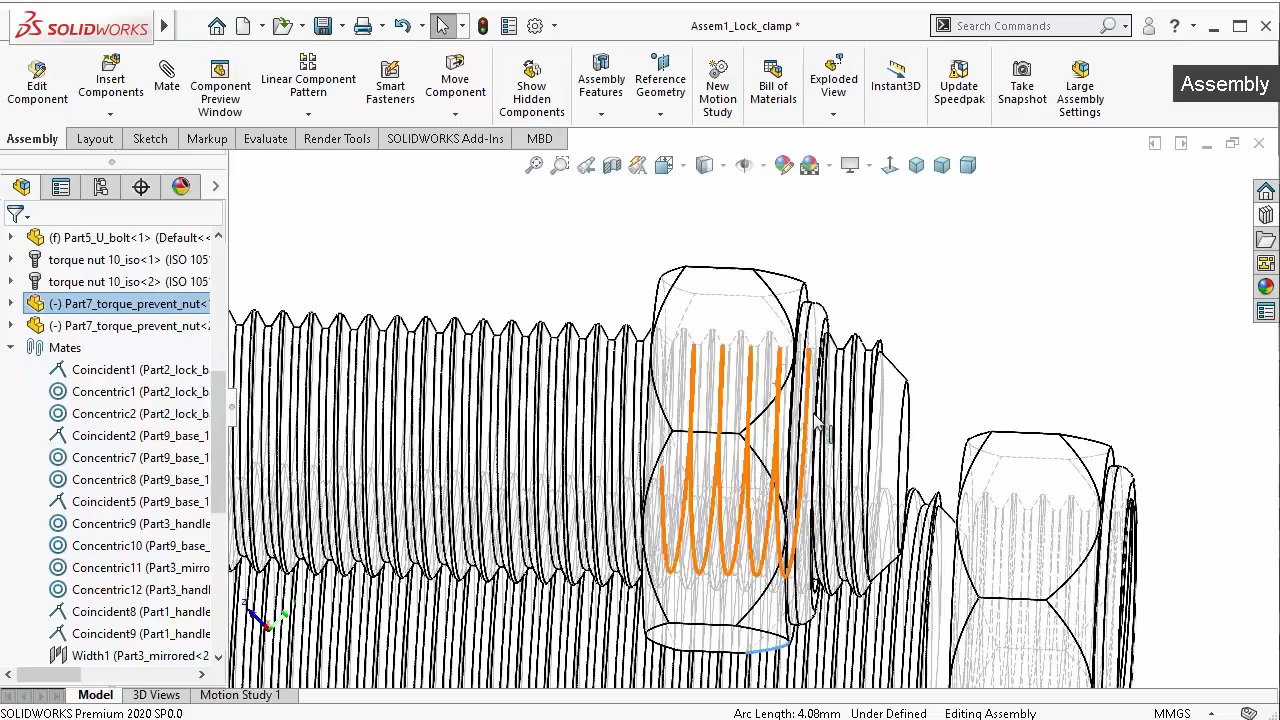 SOLIDWORKS
Assem1_Lock_clamp *
Search Commands
Edit Component
Insert Components
Mate
Component Preview Window
Linear Component Pattern
Smart Fasteners
Move Component
Show Hidden Components
Assembly Features
Reference Geometry
New Motion Study
Bill of Materials
Exploded View
Instant3D
Update Speedpak
Take Snapshot
Large Assembly Settings
Assembly
Assembly
Layout
Sketch
Markup
Evaluate
Render Tools
SOLIDWORKS Add-Ins
MBD
(f) Part5_U_bolt<1> (Default<<
torque nut 10_iso<1> (ISO 105
torque nut 10_iso<2> (ISO 105
(-) Part7_torque_prevent_nut<
(-) Part7_torque_prevent_nut<
Mates
Coincident1 (Part2_lock_b
Concentric1 (Part2_lock_b
Concentric2 (Part2_lock_b
Coincident2 (Part9_base_1
Concentric7 (Part9_base_1
Concentric8 (Part9_base_1
Coincident5 (Part9_base_1
Concentric9 (Part3_handle
Concentric10 (Part9_base_
Concentric11 (Part3_mirro
Concentric12 (Part3_hand
Coincident8 (Part1_handle
Coincident9 (Part1_handle
Width1 (Part3_mirrored<2
Model
3D Views
Motion Study 1
SOLIDWORKS Premium 2020 SP0.0
Arc Length: 4.09mm
Under Defined
Editing Assembly
MMGS